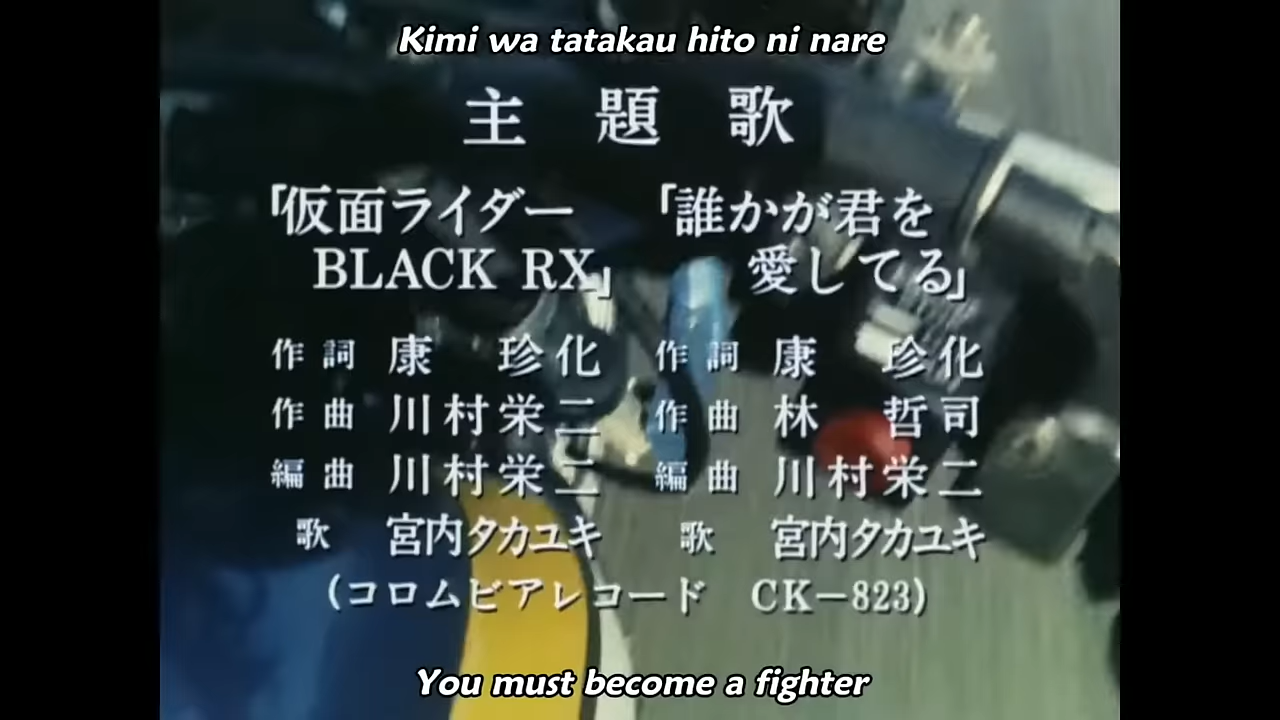 Kimi wa tatakau hito ni nare
主題歌
「仮面ライダー
BLACK RX」
作詞 康 珍化
作曲 川村栄二
編曲 川村栄二
歌 宮内タカユキ
「誰かが君を
愛してる」
作詞 康 珍化
作曲 林 哲司
編曲 川村栄二
歌 宮内タカユキ
(コロムビアレコード CK-823)
You must become a fighter